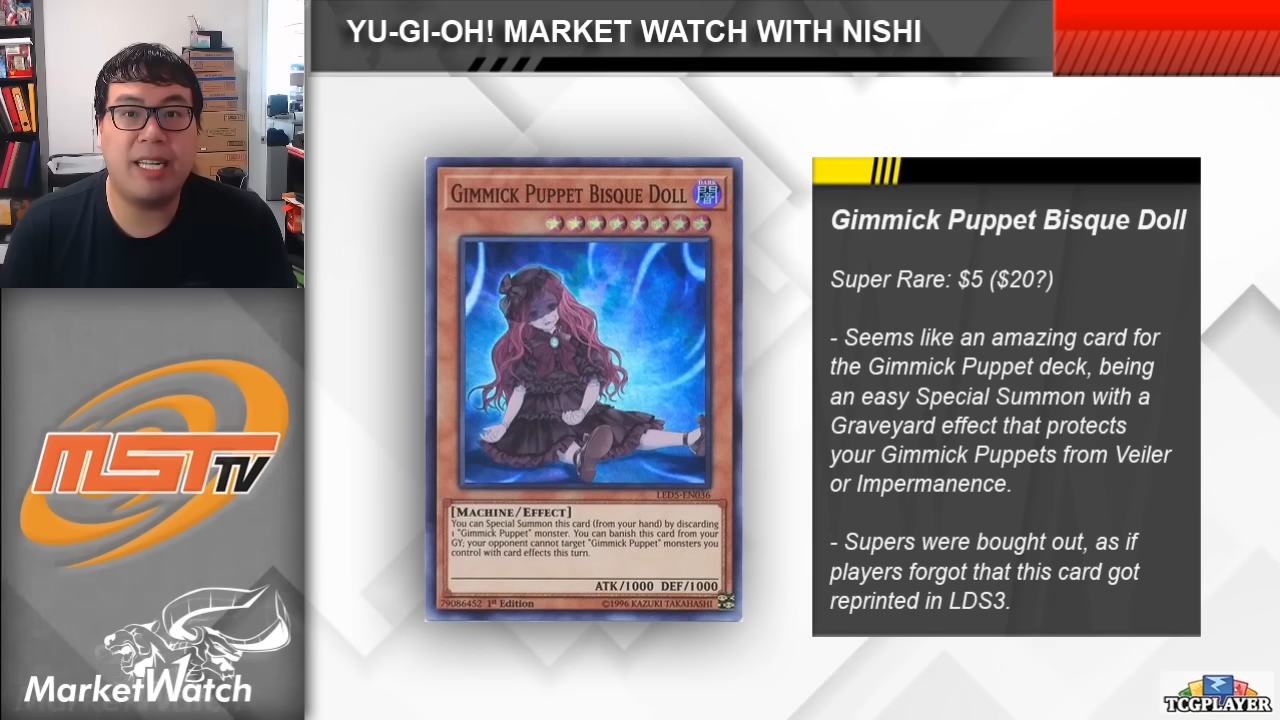 YU-GI-OH! MARKET WATCH WITH NISHI
GIMMICK PUPPET BISQUE DOLL
DARK
闇
LED5-EN036
[MACHINE/EFFECT]
You can Special Summon this card (from your hand) by discarding
1 "Gimmick Puppet" monster. You can banish this card from your
GY; your opponent cannot target "Gimmick Puppet" monsters you
control with card effects this turn.
ATK/1000 DEF/1000
79086452 1st Edition ©1996 KAZUKI TAKAHASHI
Gimmick Puppet Bisque Doll
Super Rare: $5 ($20?)
- Seems like an amazing card for
the Gimmick Puppet deck, being
an easy Special Summon with a
Graveyard effect that protects
your Gimmick Puppets from Veiler
or Impermanence.
- Supers were bought out, as if
players forgot that this card got
reprinted in LDS3.
MST TV
MarketWatch
TCGPLAYER